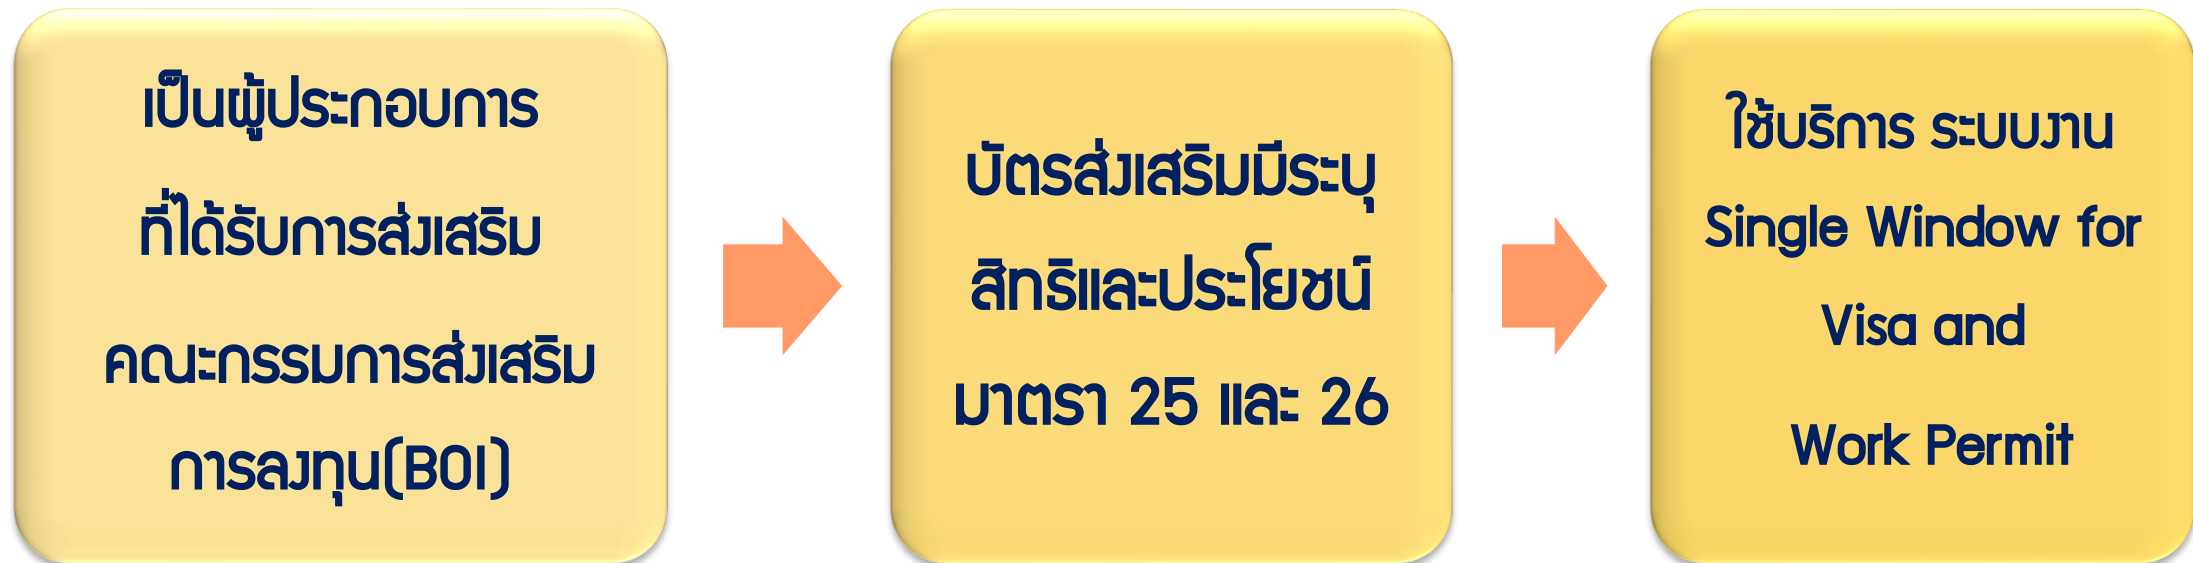 เป็นผู้ประกอบการ
ที่ได้รับการส่งเสริม
คณะกรรมการส่งเสริม
การลงทุน(BOI)
บัตรส่งเสริมมีระบุ
สิทธิและประโยชน์
มาตรา 25 และ 26
ใช้บริการ ระบบงาน
Single Window for
Visa and
Work Permit